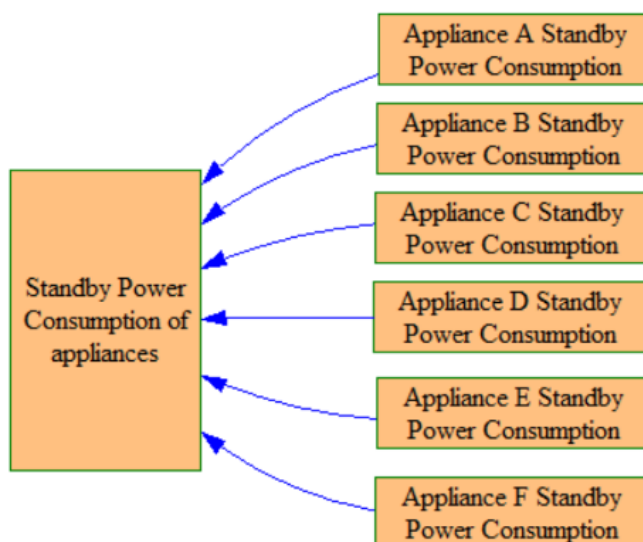 Appliance A Standby
Power Consumption
Appliance B Standby
Power Consumption
Appliance C Standby
Power Consumption
Standby Power
Consumption of
appliances
Appliance D Standby
Power Consumption
Appliance E Standby
Power Consumption
Appliance F Standby
Power Consumption